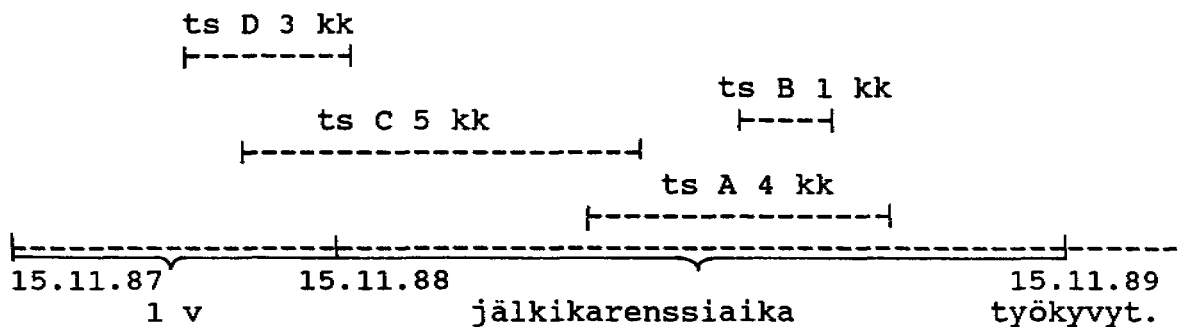 ts D 3 kk
ts B 1 kk
ts C 5 kk
ts A 4 kk
15.11.87 15.11.88 15.11.89
1 v jälkikarenssiaika työkyvyt.